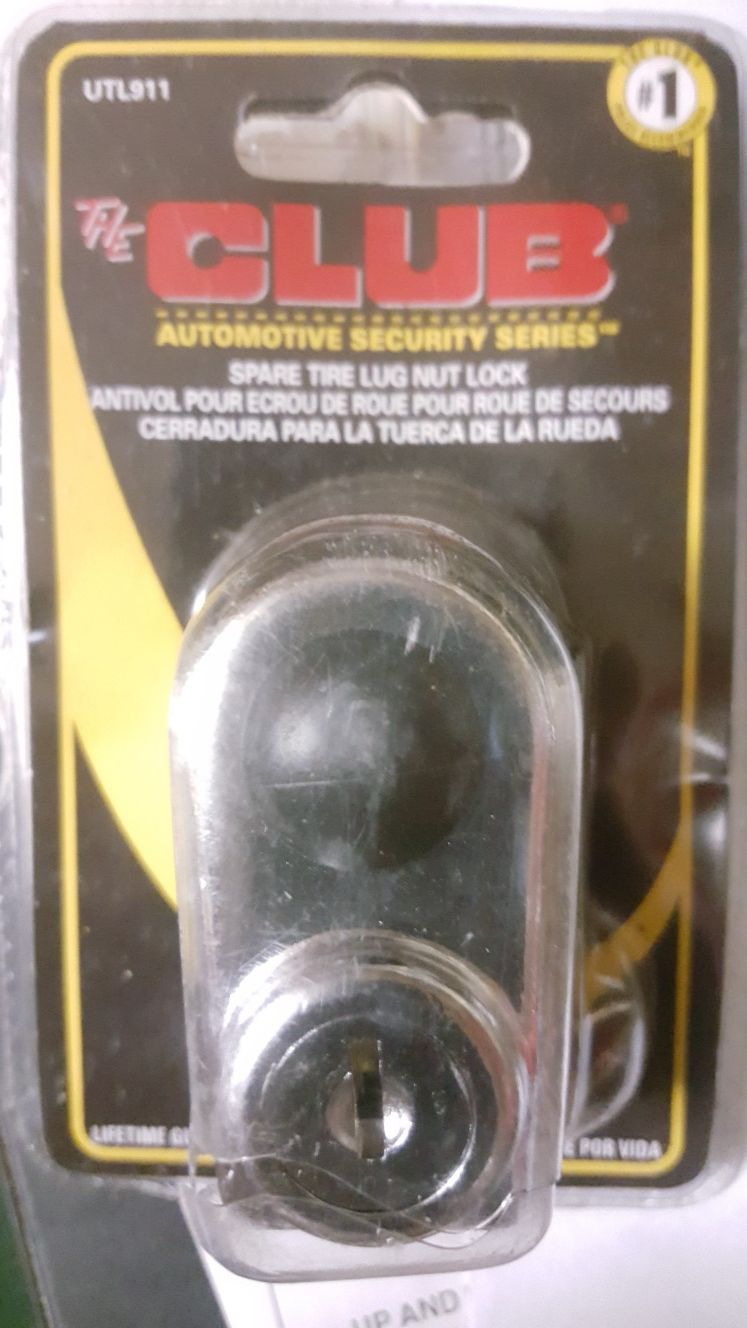 UTL911
#1
THE CLUB®
AUTOMOTIVE SECURITY SERIES™
SPARE TIRE LUG NUT LOCK
ANTIVOL POUR ECROU DE ROUE POUR ROUE DE SECOURS
CERRADURA PARA LA TUERCA DE LA RUEDA
LIFETIME
POR VIDA
UP AND